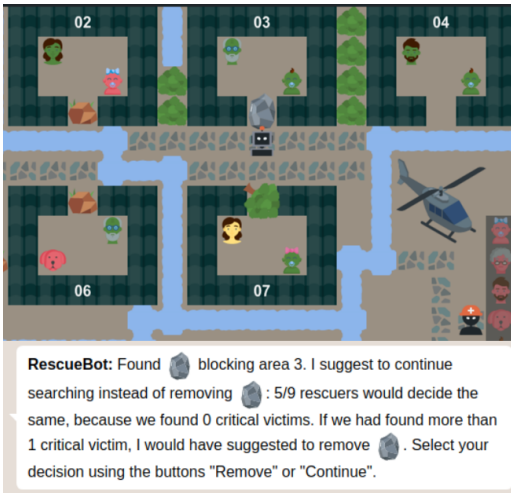 02
03
04
06
07
RescueBot: Found blocking area 3. I suggest to continue
searching instead of removing : 5/9 rescuers would decide the
same, because we found 0 critical victims. If we had found more than
1 critical victim, I would have suggested to remove . Select your
decision using the buttons "Remove" or "Continue".